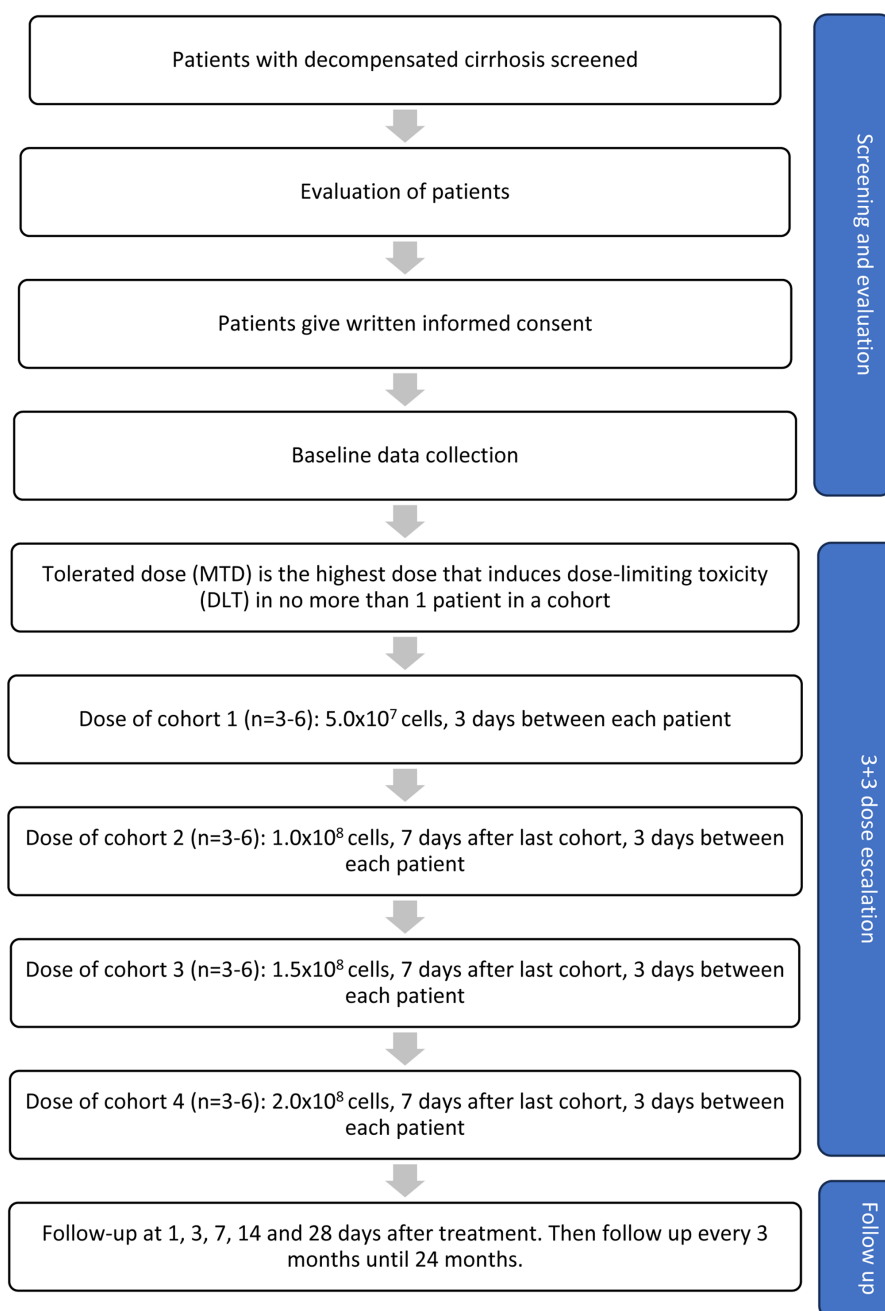 Patients with decompensated cirrhosis screened
Evaluation of patients
Patients give written informed consent
Baseline data collection
Screening and evaluation
Tolerated dose (MTD) is the highest dose that induces dose-limiting toxicity
(DLT) in no more than 1 patient in a cohort
Dose of cohort 1 (n=3-6): 5.0x10⁷ cells, 3 days between each patient
Dose of cohort 2 (n=3-6): 1.0x10⁸ cells, 7 days after last cohort, 3 days between
each patient
Dose of cohort 3 (n=3-6): 1.5x10⁸ cells, 7 days after last cohort, 3 days between
each patient
Dose of cohort 4 (n=3-6): 2.0x10⁸ cells, 7 days after last cohort, 3 days between
each patient
3+3 dose escalation
Follow-up at 1, 3, 7, 14 and 28 days after treatment. Then follow up every 3
months until 24 months.
Follow up